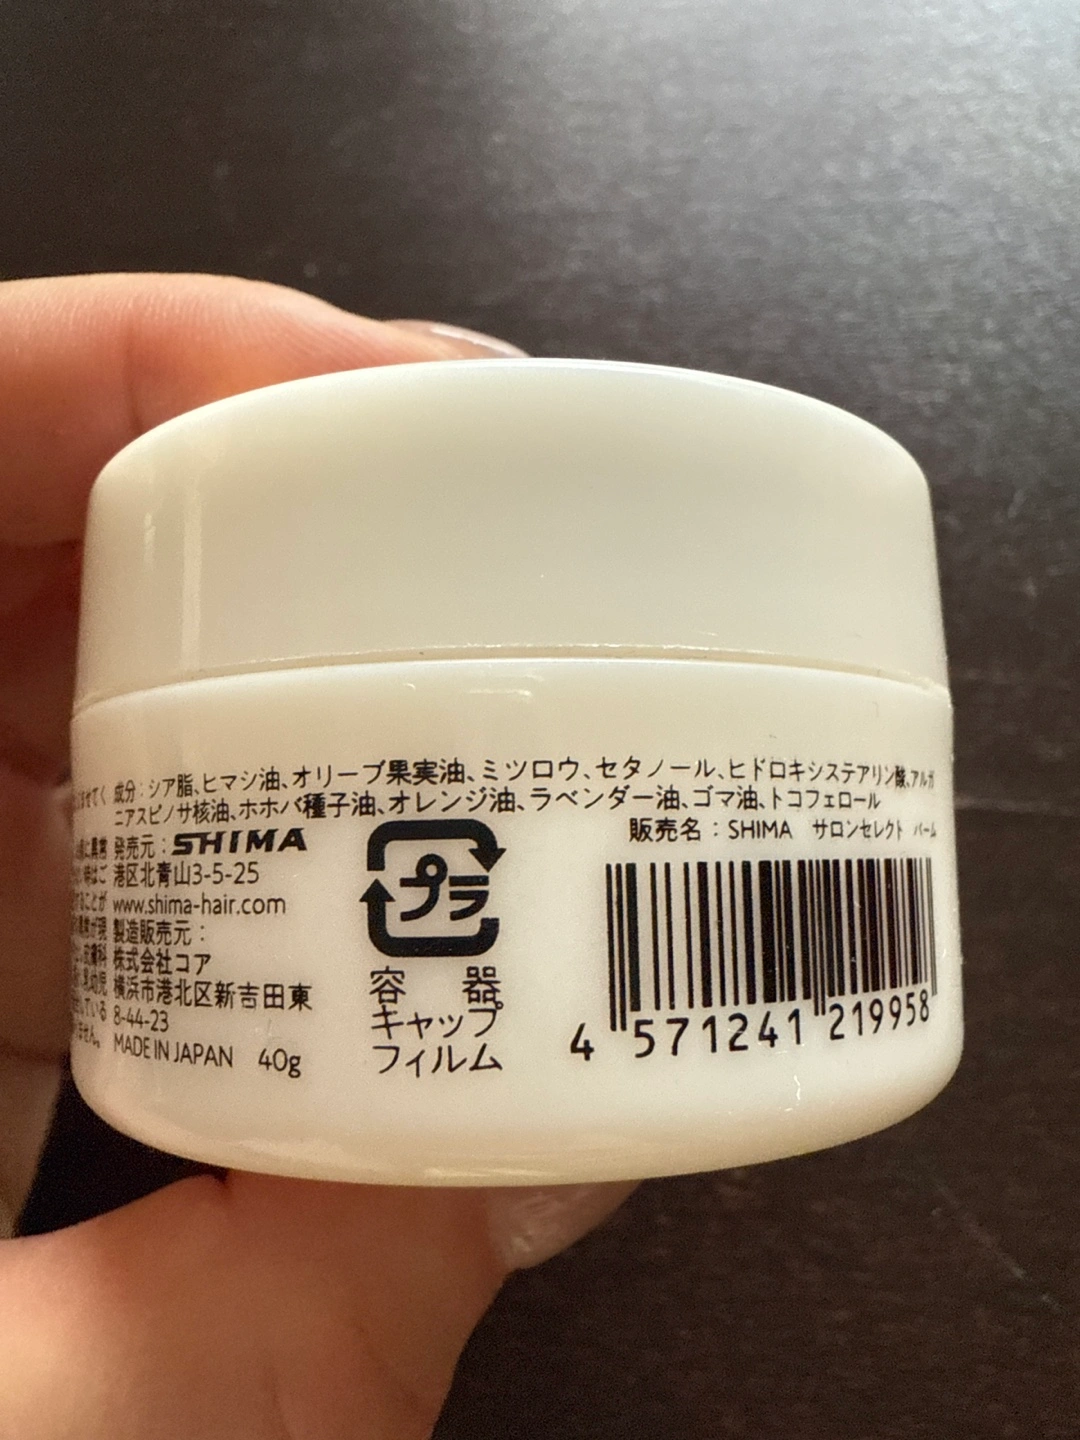 成分：シア脂、ヒマシ油、オリーブ果実油、ミツロウ、セタノール、ヒドロキシステアリン酸、アルガ
ニアスピノサ核油、ホホバ種子油、オレンジ油、ラベンダー油、ゴマ油、トコフェロール
発売元：SHIMA
港区北青山3-5-25
www.shima-hair.com
製造販売元：
株式会社コア
横浜市港北区新吉田東
8-44-23
MADE IN JAPAN 40g
プラ
容 器
キャップ
フィルム
販売名：SHIMA サロンセレクト バーム
4 571241 219958